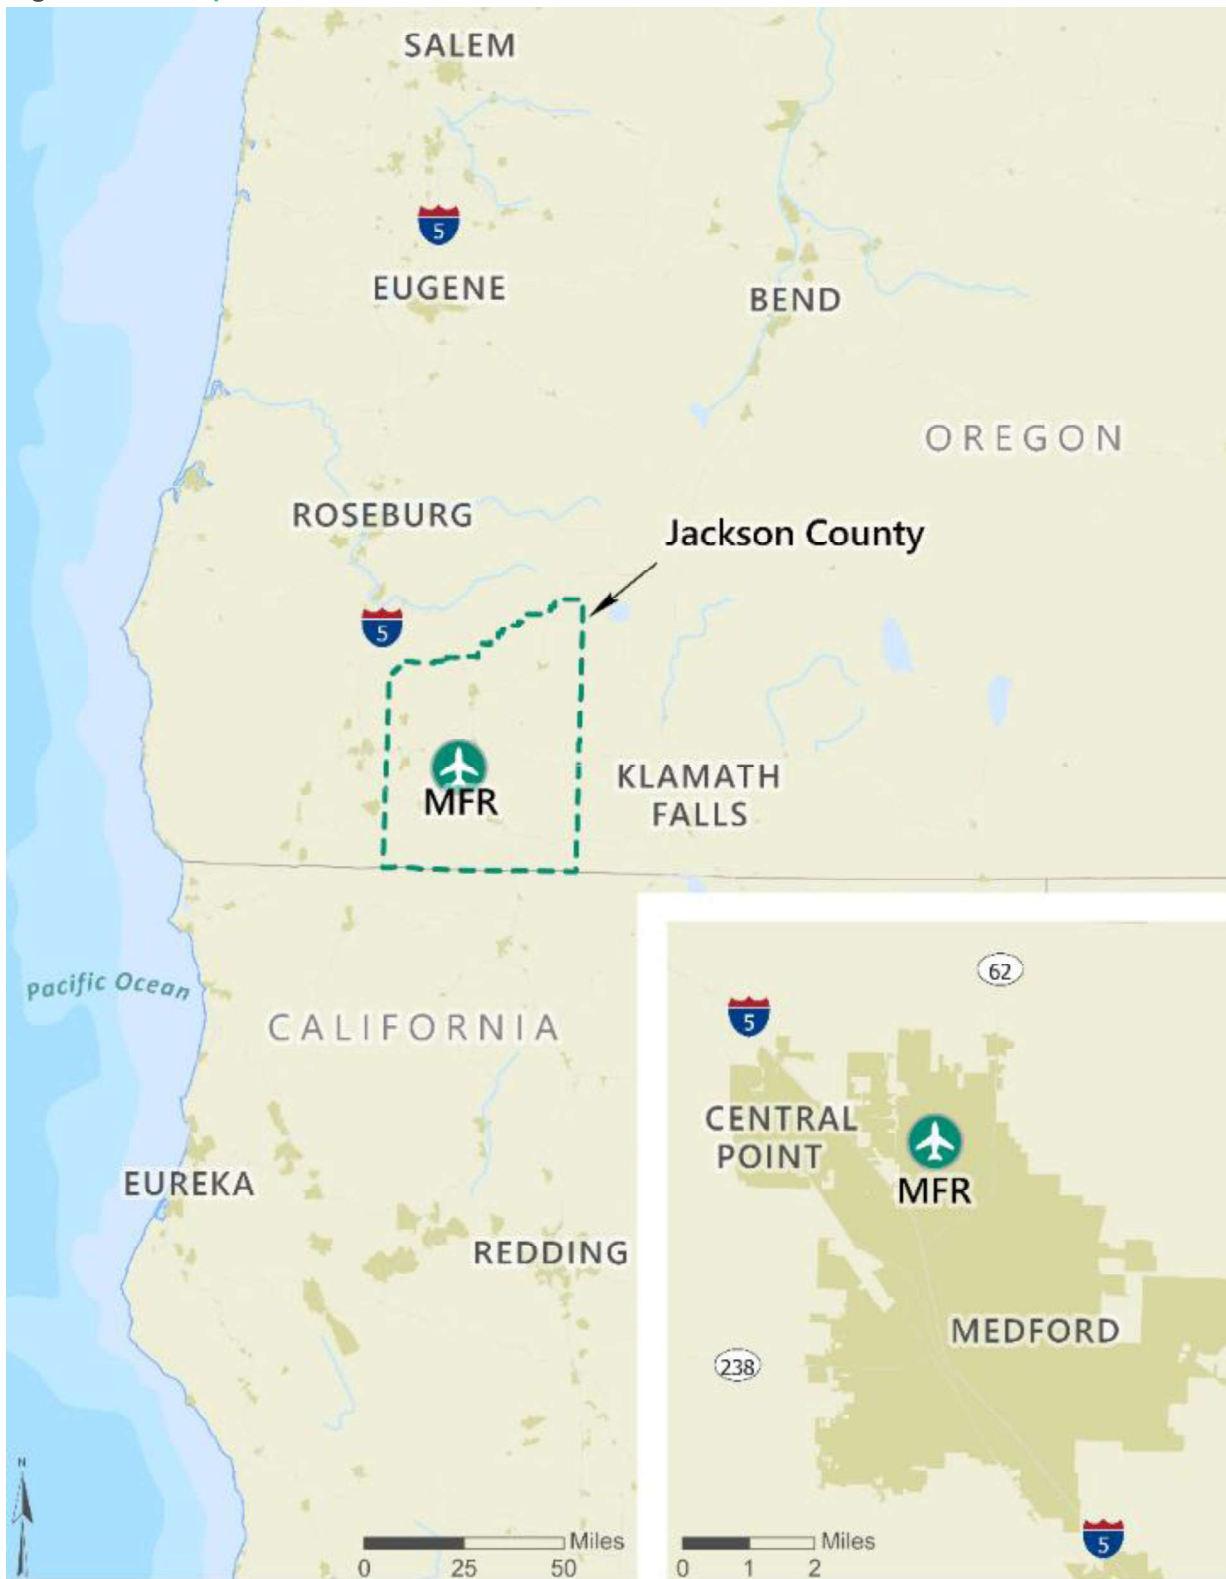 SALEM
5
EUGENE
BEND
OREGON
ROSEBURG
Jackson County
5
KLAMATH
FALLS
MFR
Pacific Ocean
CALIFORNIA
EUREKA
REDDING
N
Miles
0 25 50
62
5
CENTRAL
POINT
MFR
MEDFORD
238
5
Miles
0 1 2